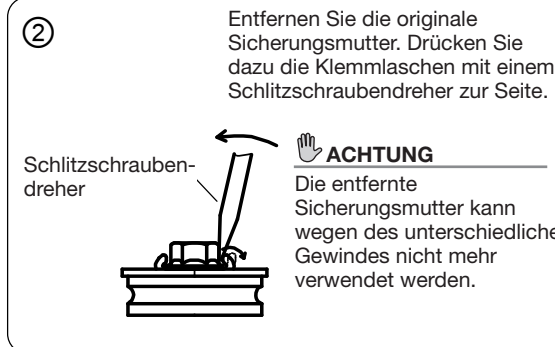 ②
Entfernen Sie die originale
Sicherungsmutter. Drücken Sie
dazu die Klemmlaschen mit einem
Schlitzschraubendreher zur Seite.
Schlitzschrauben-
dreher
ACHTUNG
Die entfernte
Sicherungsmutter kann
wegen des unterschiedliche
Gewindes nicht mehr
verwendet werden.